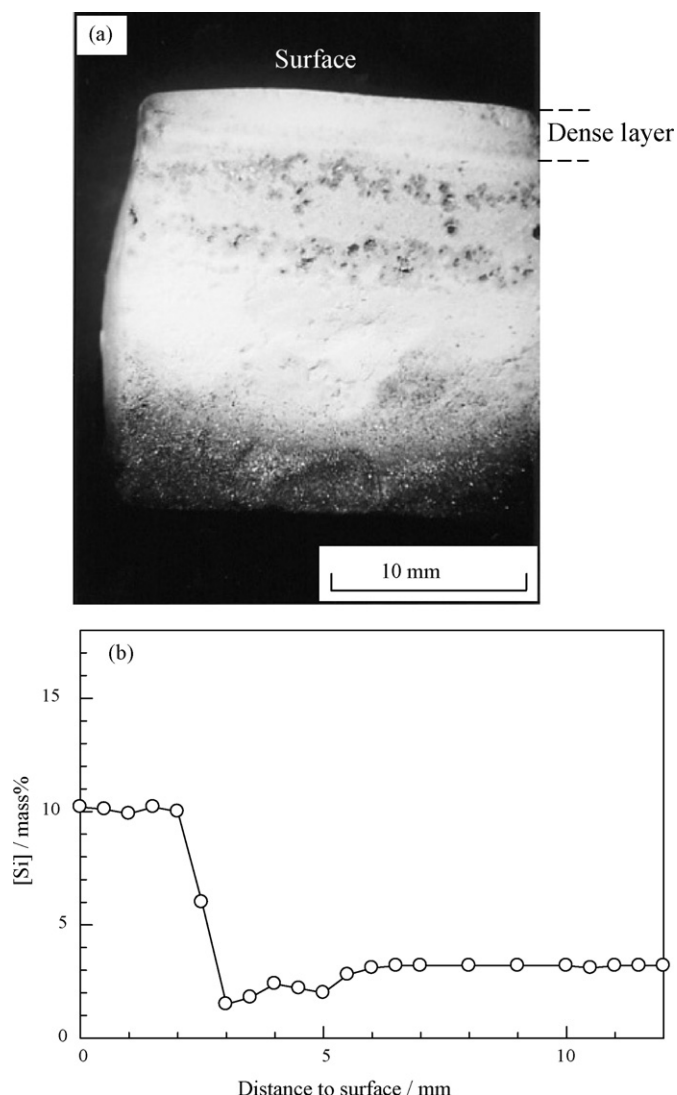 (a)
Surface
Dense layer
10 mm
(b)
15
10
5
0
[Si] / mass%
0 5 10
Distance to surface / mm